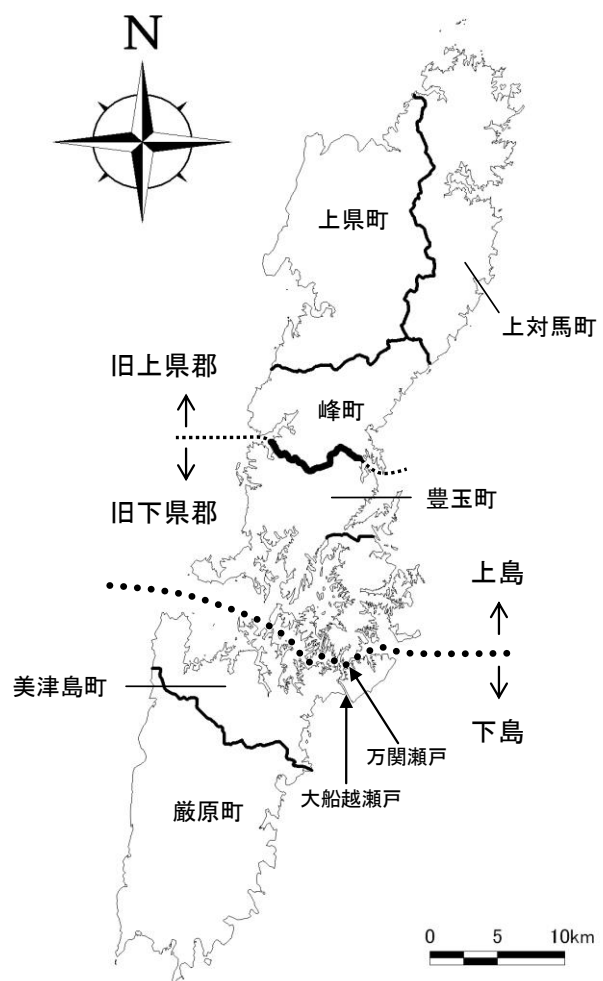 N
上県町
上対馬町
旧上県郡
峰町
旧下県郡
豊玉町
上島
美津島町
下島
万関瀬戸
大船越瀬戸
厳原町
0 5 10km